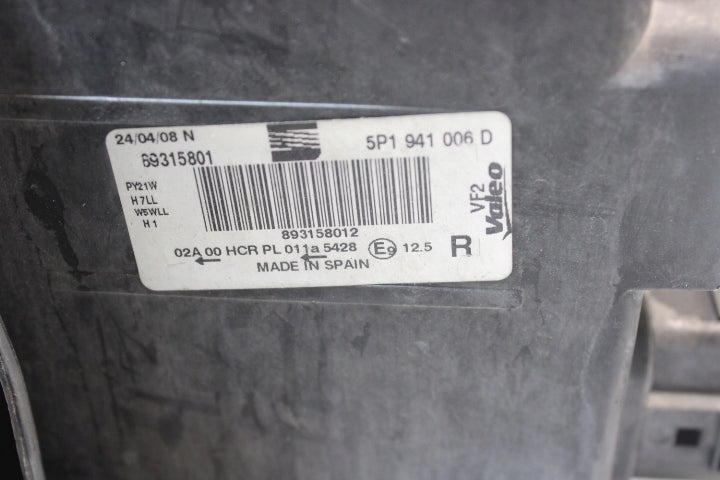 24/04/08 N
5P1 941 006 D
89315801
PY21W
H7LL
W5WLL
H1
893158012
VF2
Valeo
02A 00 HCR PL 011a 5428 E9 12.5 R
MADE IN SPAIN